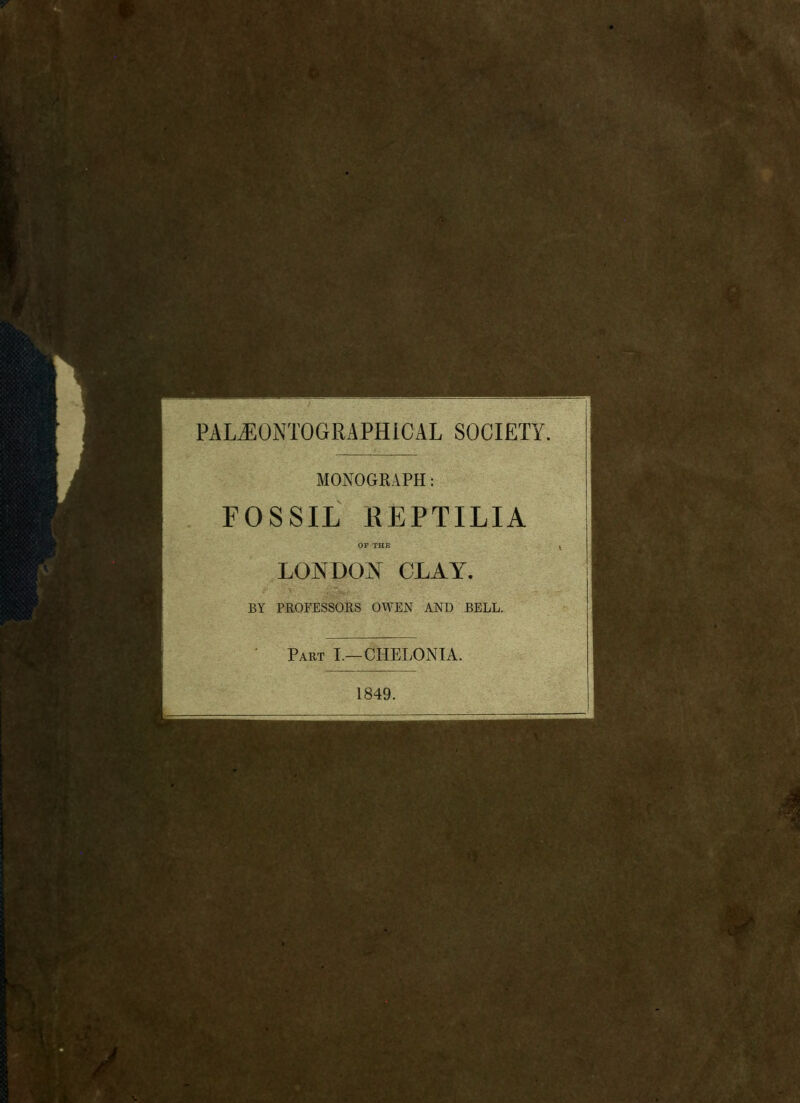 PALÆONTOGRAPHICAL SOCIETY.
MONOGRAPH:
FOSSIL REPTILIA
OF THE
LONDON CLAY.
BY PROFESSORS OWEN AND BELL.
PART I.—CHELONIA.
1849.